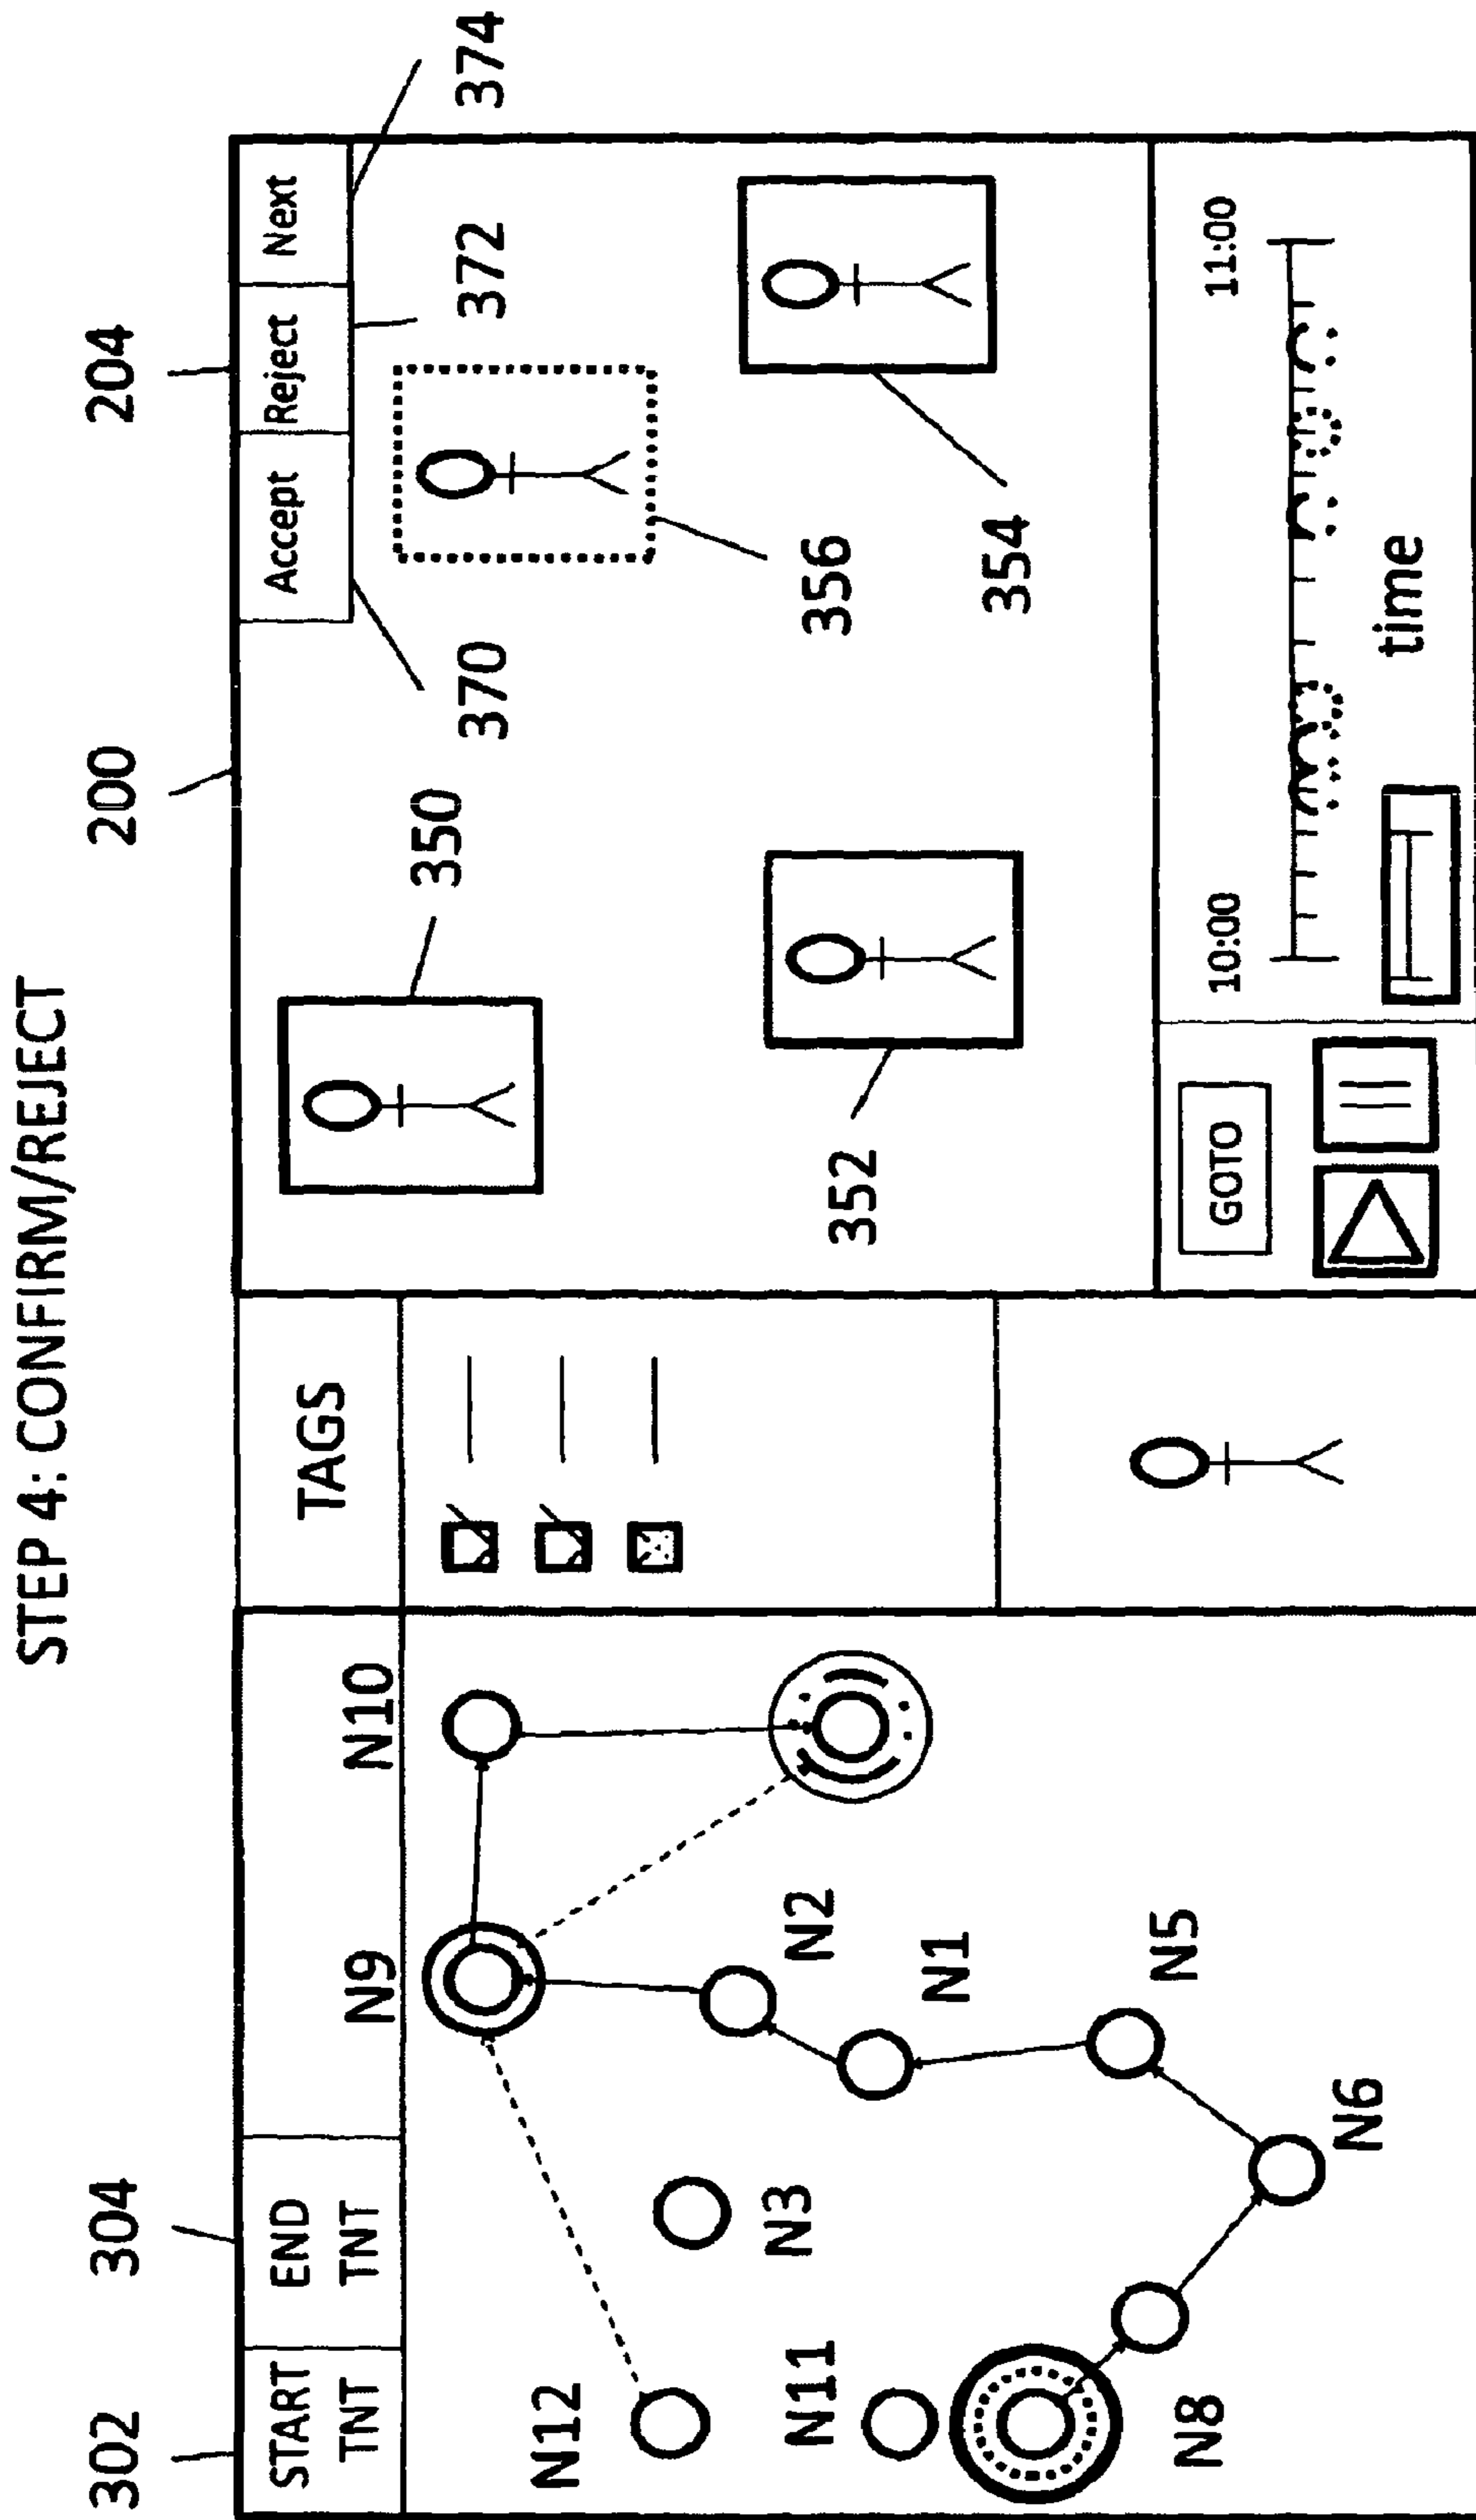 STEP 4: CONFIRM/REJECT
302
304
200
204
START
TNT
END
TNT
TAGS
Accept
Reject
Next
N9
N10
350
370
372
374
N12
N3
N2
N11
N1
352
356
354
N8
N5
N6
GOTO
10:00
11:00
time